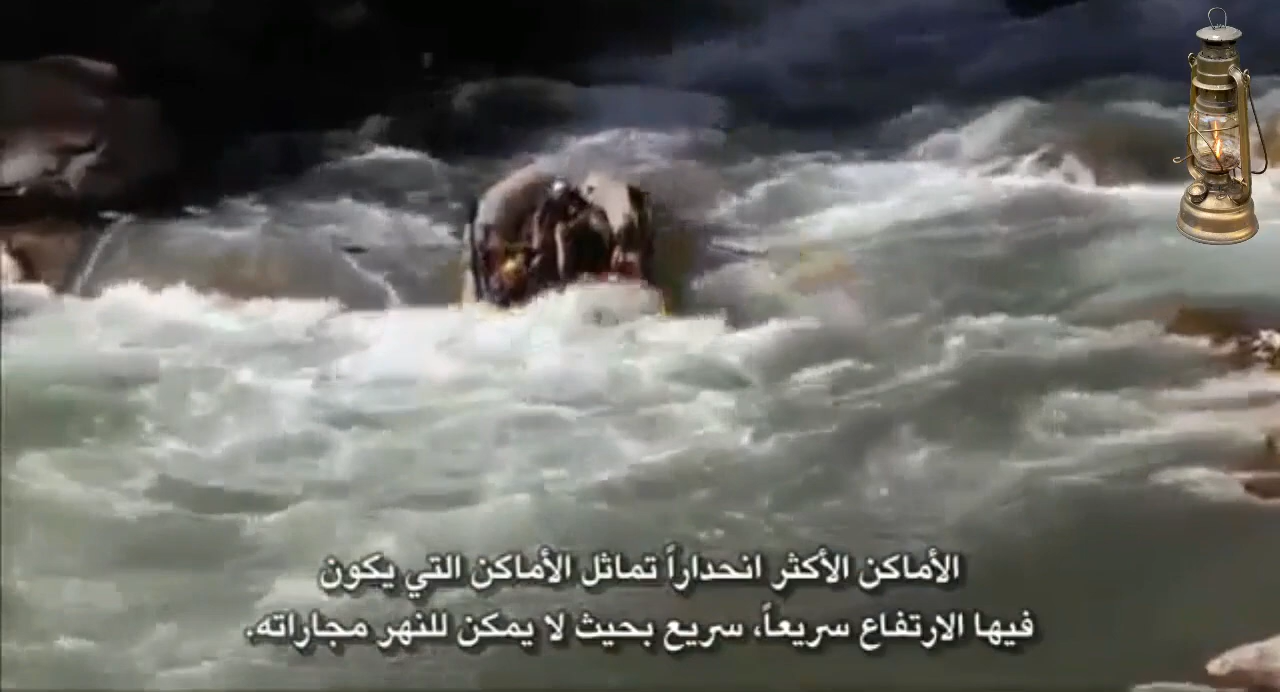 الأماكن الأكثر انحداراً تماثل الأماكن التي يكون
فيها الارتفاع سريعاً، سريع بحيث لا يمكن للنهر مجاراته.